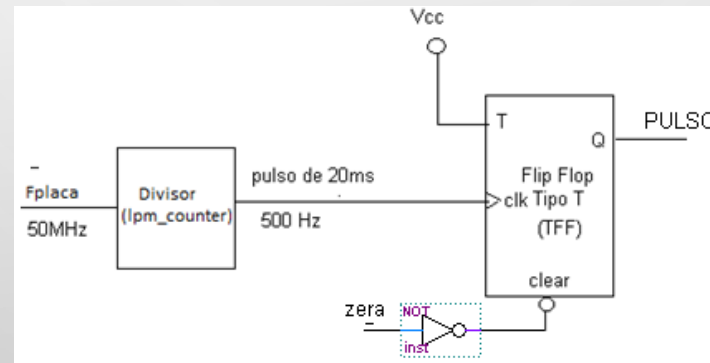 Vcc
T
PULSO
Q
Flip Flop
Tipo T
(TFF)
clk
clear
pulso de 20ms
500 Hz
Fplaca
50MHz
Divisor
(lpm_counter)
zera
NOT
inst